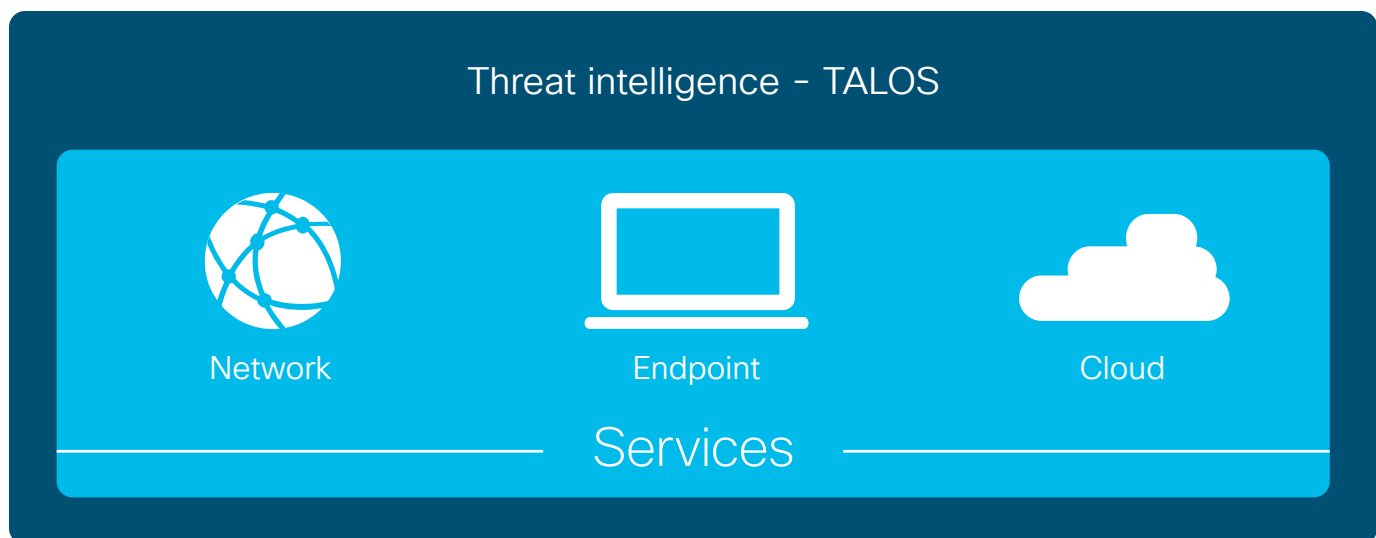 Threat intelligence - TALOS
Network
Endpoint
Cloud
Services